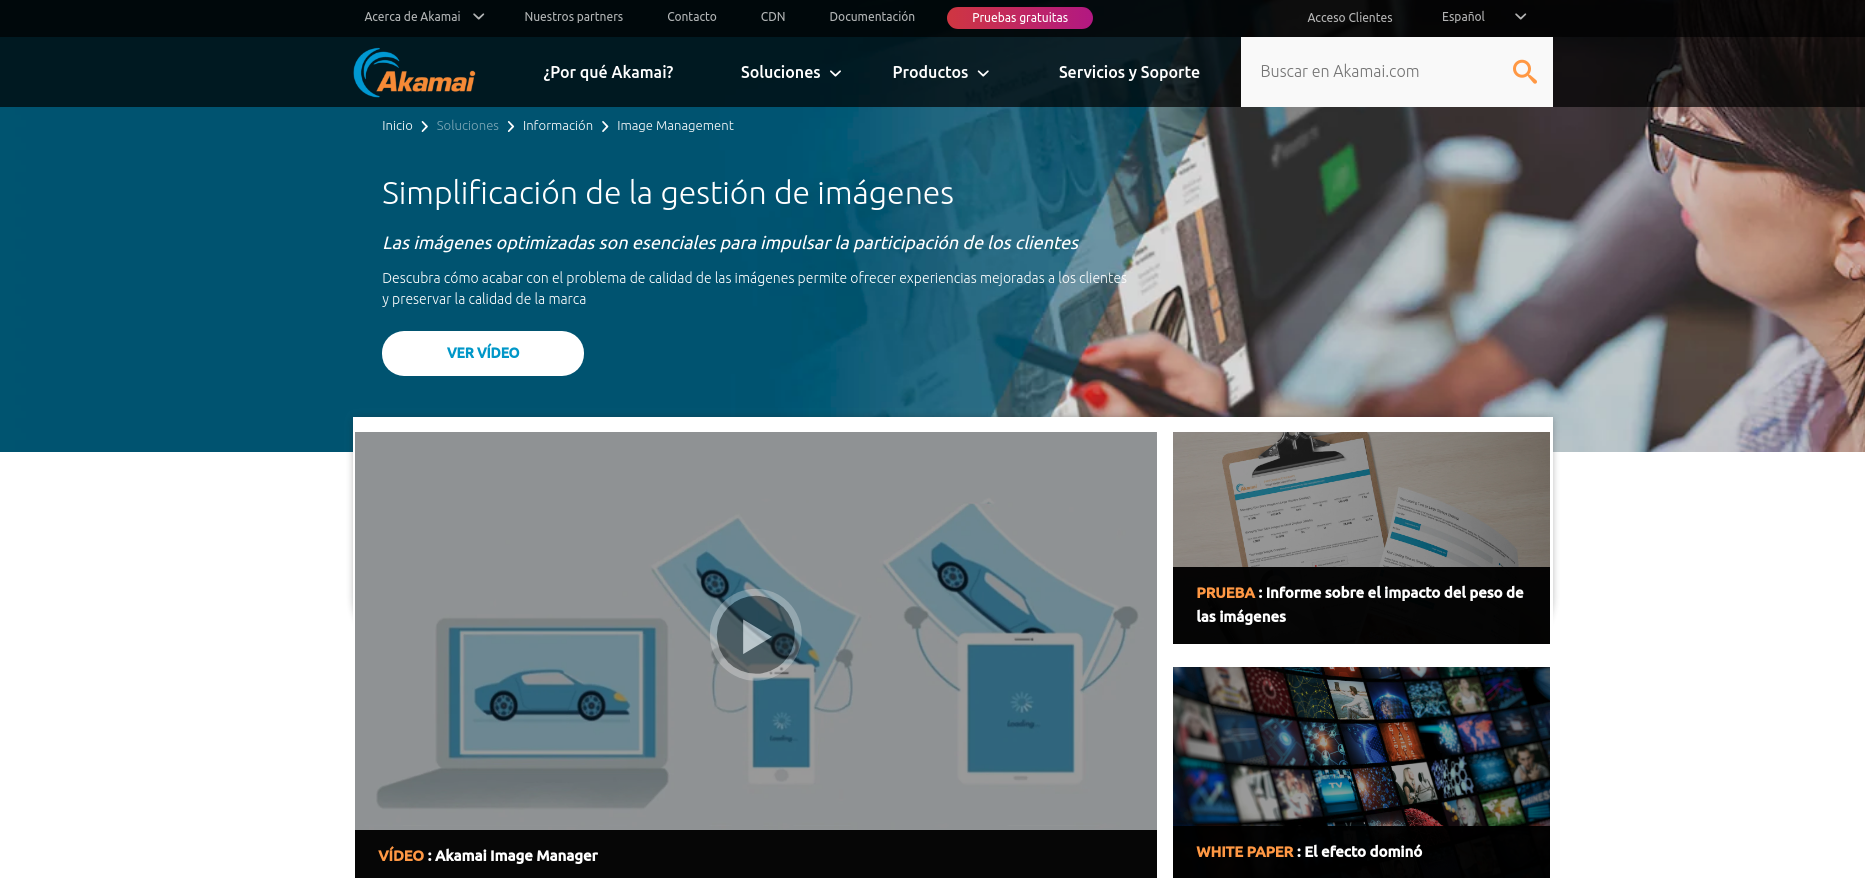 Acerca de Akamai
Nuestros partners
Contacto
CDN
Documentación
Pruebas gratuitas
Acceso Clientes
Español
Akamai
¿Por qué Akamai?
Soluciones
Productos
Servicios y Soporte
Buscar en Akamai.com
Inicio
Soluciones
Información
Image Management
Simplificación de la gestión de imágenes
Las imágenes optimizadas son esenciales para impulsar la participación de los clientes
Descubra cómo acabar con el problema de calidad de las imágenes permite ofrecer experiencias mejoradas a los clientes
y preservar la calidad de la marca
VER VÍDEO
Loading...
Loading...
VÍDEO : Akamai Image Manager
PRUEBA : Informe sobre el impacto del peso de
las imágenes
TV
WHITE PAPER : El efecto dominó